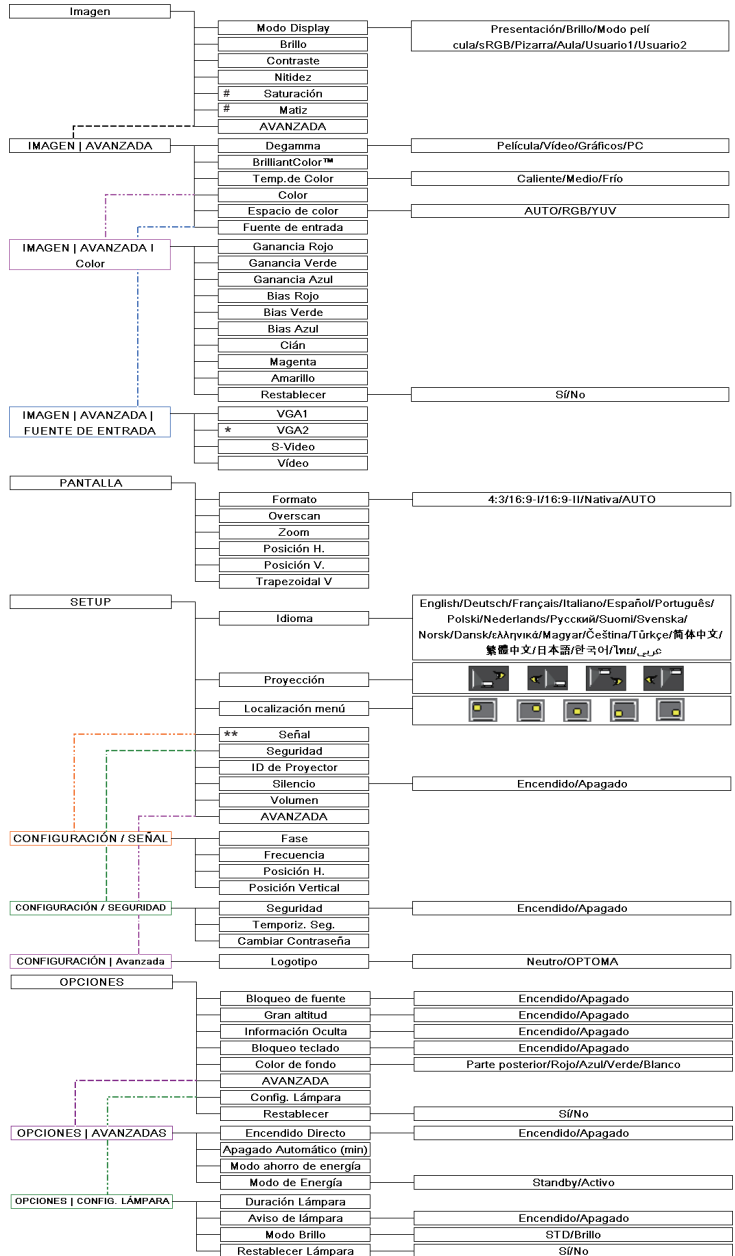 Imagen
Modo Display
Presentación/Brillo/Modo pelí
cula/sRGB/Pizarra/Aula/Usuario1/Usuario2
Brillo
Contraste
Nitidez
# Saturación
# Matiz
AVANZADA
IMAGEN | AVANZADA
Degamma
Película/Vídeo/Gráficos/PC
BrilliantColor™
Temp.de Color
Caliente/Medio/Frío
Color
Espacio de color
AUTO/RGB/YUV
Fuente de entrada
IMAGEN | AVANZADA I
Color
Ganancia Rojo
Ganancia Verde
Ganancia Azul
Bias Rojo
Bias Verde
Bias Azul
Cián
Magenta
Amarillo
Restablecer
Sí/No
IMAGEN | AVANZADA |
FUENTE DE ENTRADA
VGA1
* VGA2
S-Video
Vídeo
PANTALLA
Formato
4:3/16:9-I/16:9-II/Nativa/AUTO
Overscan
Zoom
Posición H.
Posición V.
Trapezoidal V
SETUP
Idioma
English/Deutsch/Français/Italiano/Español/Português/
Polski/Nederlands/Русский/Suomi/Svenska/
Norsk/Dansk/ελληνικά/Magyar/Čeština/Türkçe/简体中文/
繁體中文/日本語/한국어/ไทย/عربي
Proyección
Localización menú
** Señal
Seguridad
ID de Proyector
Silencio
Encendido/Apagado
Volumen
AVANZADA
CONFIGURACIÓN / SEÑAL
Fase
Frecuencia
Posición H.
Posición Vertical
CONFIGURACIÓN / SEGURIDAD
Seguridad
Encendido/Apagado
Temporiz. Seg.
Cambiar Contraseña
CONFIGURACIÓN | Avanzada
Logotipo
Neutro/OPTOMA
OPCIONES
Bloqueo de fuente
Encendido/Apagado
Gran altitud
Encendido/Apagado
Información Oculta
Encendido/Apagado
Bloqueo teclado
Encendido/Apagado
Color de fondo
Parte posterior/Rojo/Azul/Verde/Blanco
AVANZADA
Config. Lámpara
Restablecer
Sí/No
OPCIONES | AVANZADAS
Encendido Directo
Encendido/Apagado
Apagado Automático (min)
Modo ahorro de energía
Modo de Energía
Standby/Activo
OPCIONES | CONFIG. LÁMPARA
Duración Lámpara
Aviso de lámpara
Encendido/Apagado
Modo Brillo
STD/Brillo
Restablecer Lámpara
Sí/No